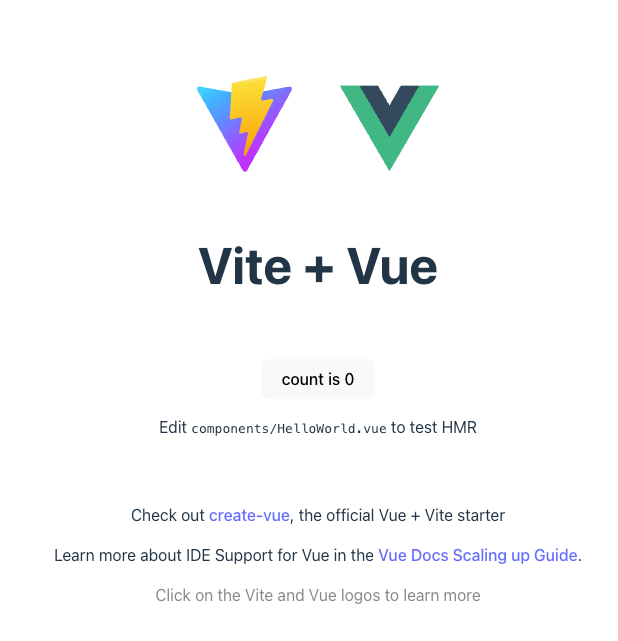 Vite + Vue
count is 0
Edit components/HelloWorld.vue to test HMR
Check out create-vue, the official Vue + Vite starter
Learn more about IDE Support for Vue in the Vue Docs Scaling up Guide.
Click on the Vite and Vue logos to learn more